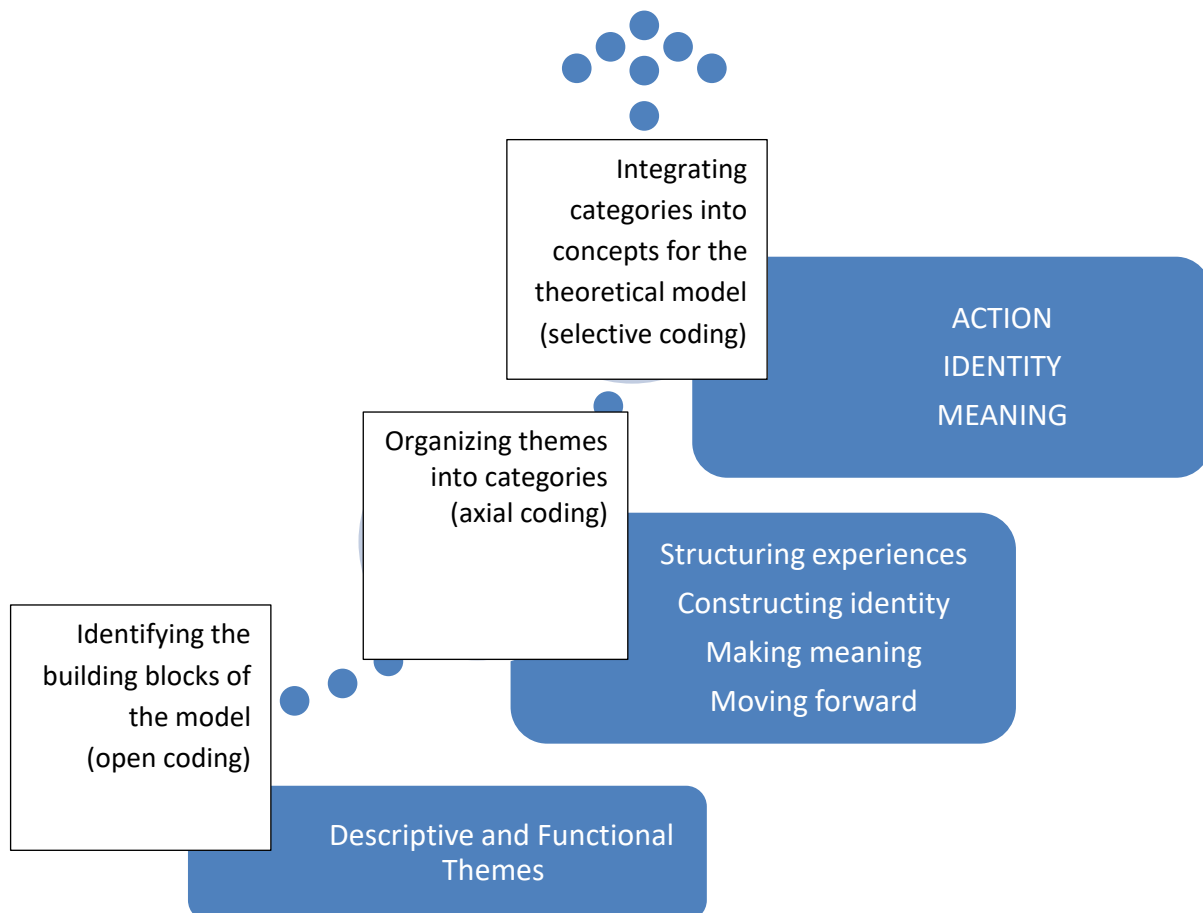 Integrating
categories into
concepts for the
theoretical model
(selective coding)
ACTION
IDENTITY
MEANING
Organizing themes
into categories
(axial coding)
Structuring experiences
Constructing identity
Making meaning
Moving forward
Identifying the
building blocks of
the model
(open coding)
Descriptive and Functional
Themes